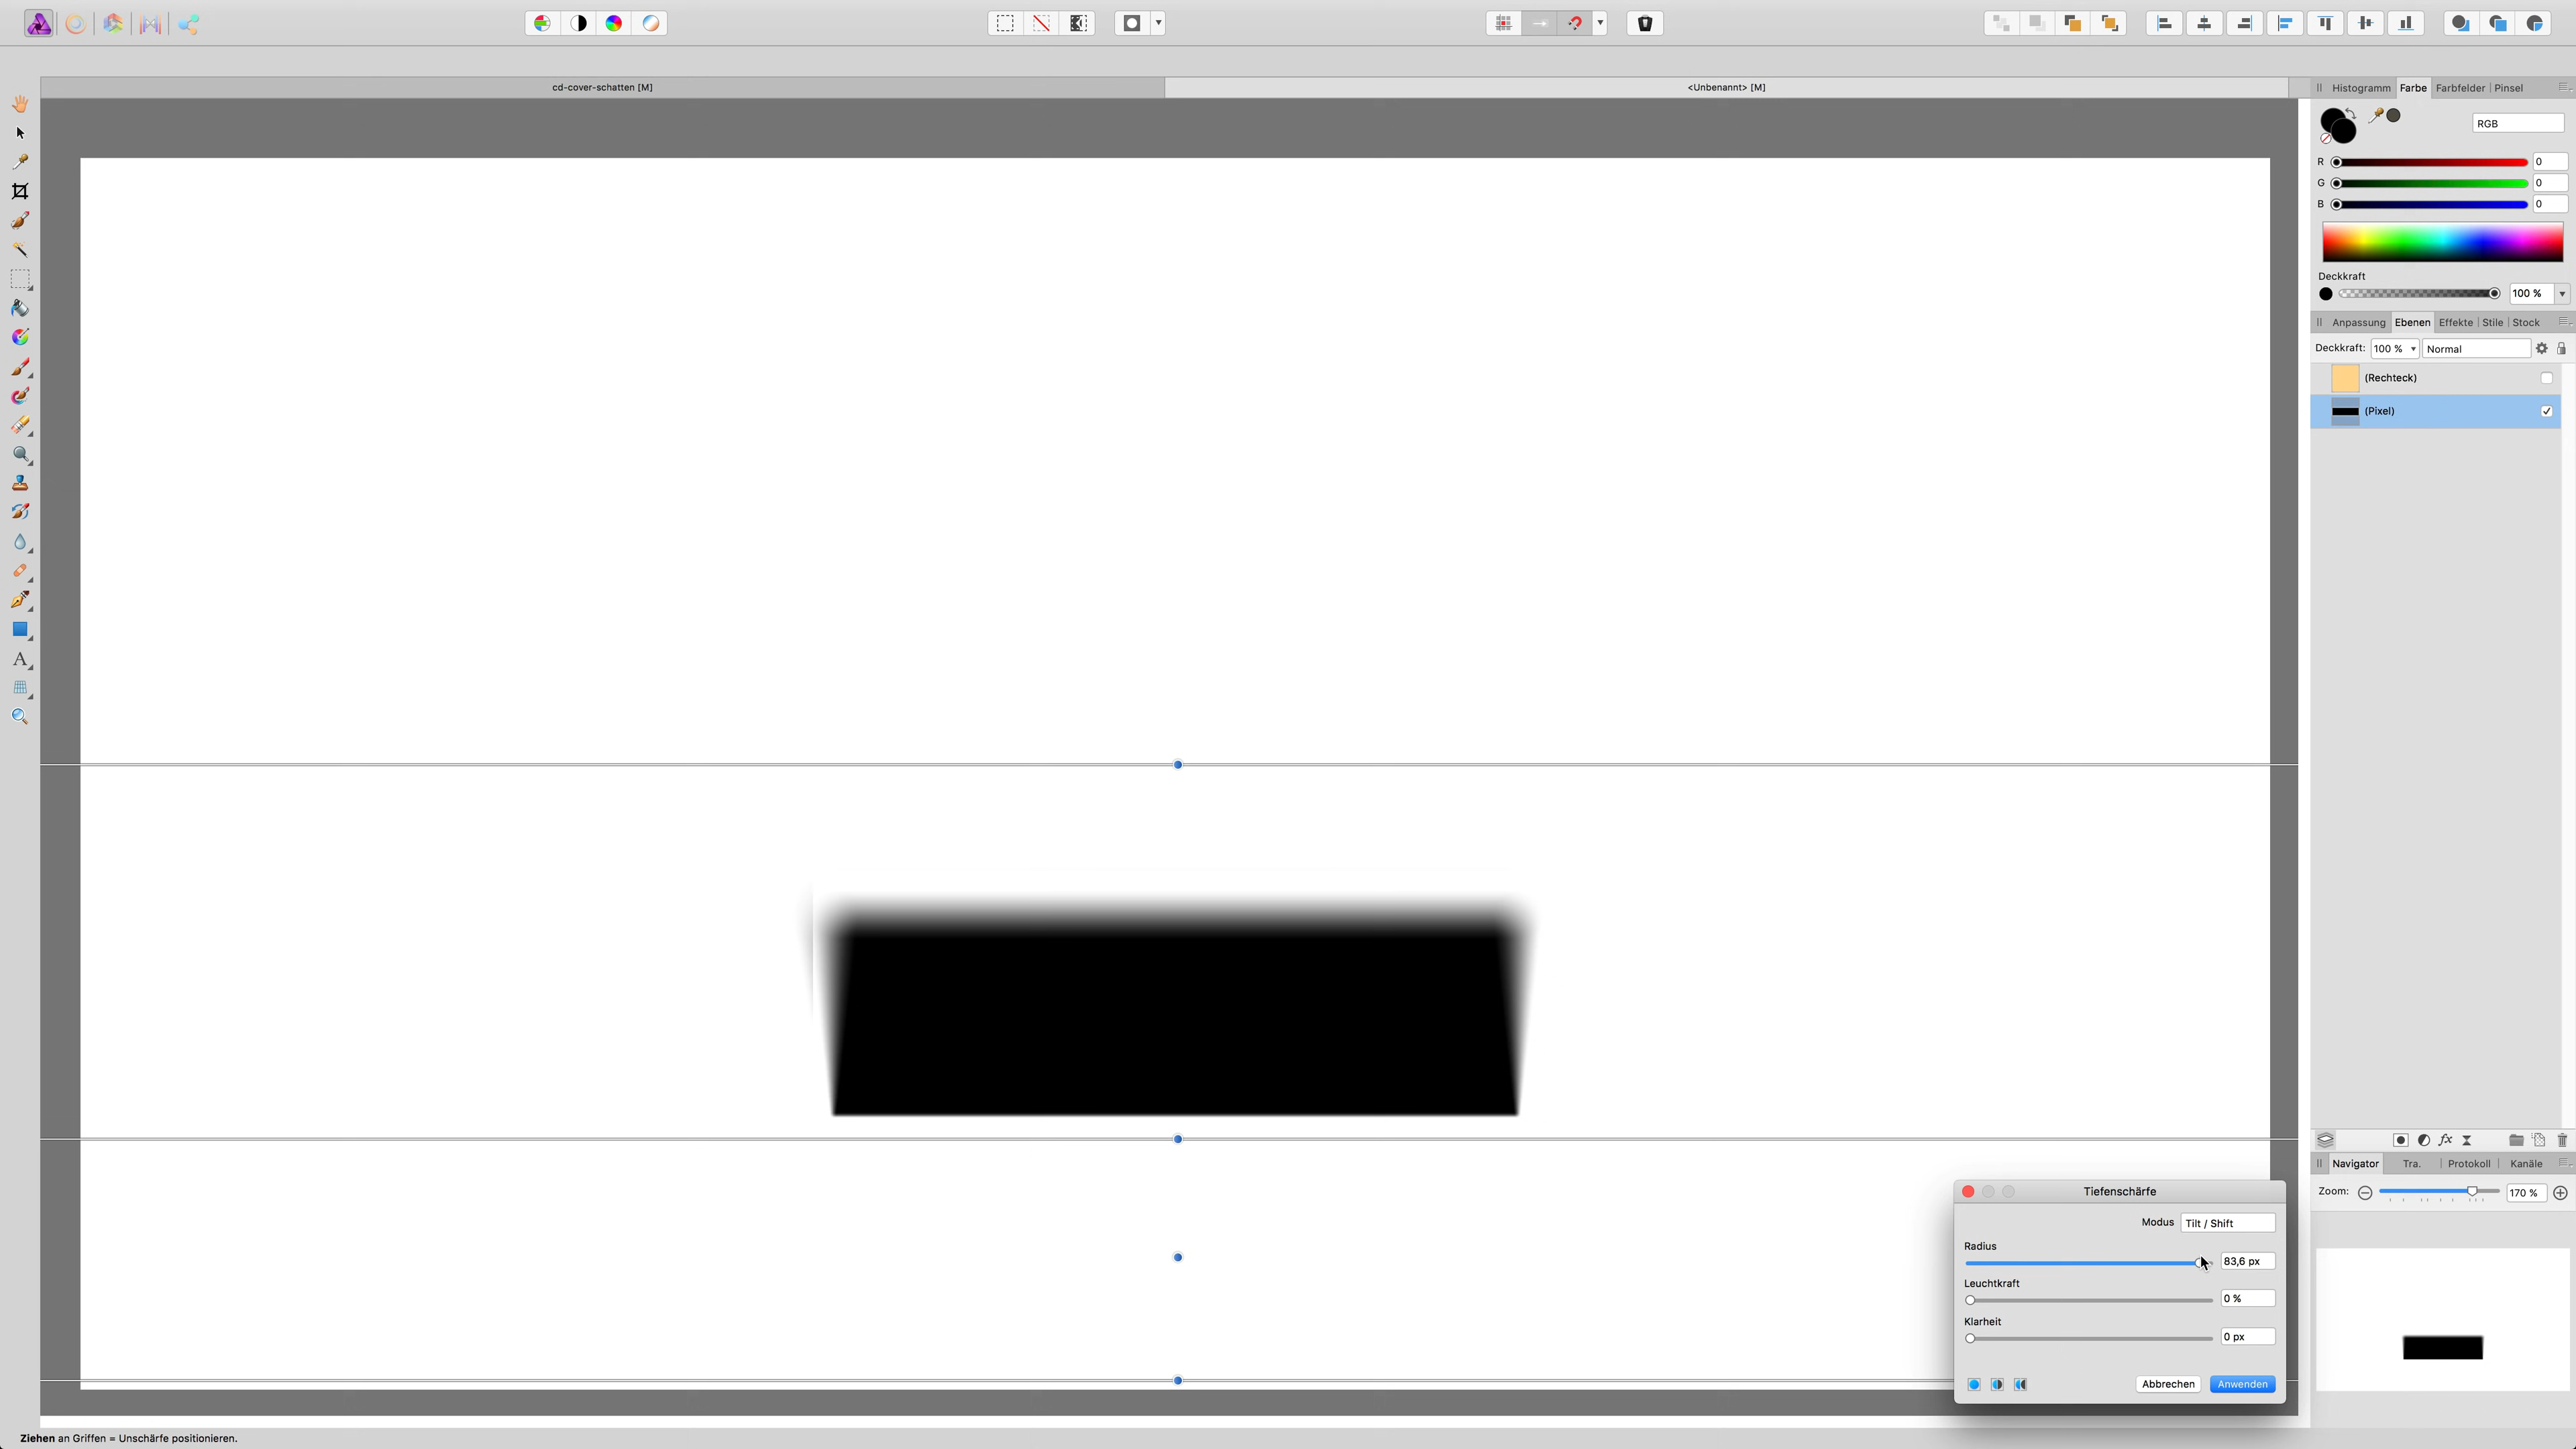 cd-cover-schatten [M]
<Unbenannt> [M]
Histogramm Farbe Farbfelder Pinsel
RGB
R 0
G 0
B 0
Deckkraft
100 %
Anpassung Ebenen Effekte Stile Stock
Deckkraft: 100 % Normal
(Rechteck)
(Pixel)
Navigator Tra. Protokoll Kanäle
Zoom: 170 %
Tiefenschärfe
Modus Tilt / Shift
Radius
83,6 px
Leuchtkraft
0 %
Klarheit
0 px
Abbrechen Anwenden
Ziehen an Griffen = Unschärfe positionieren.